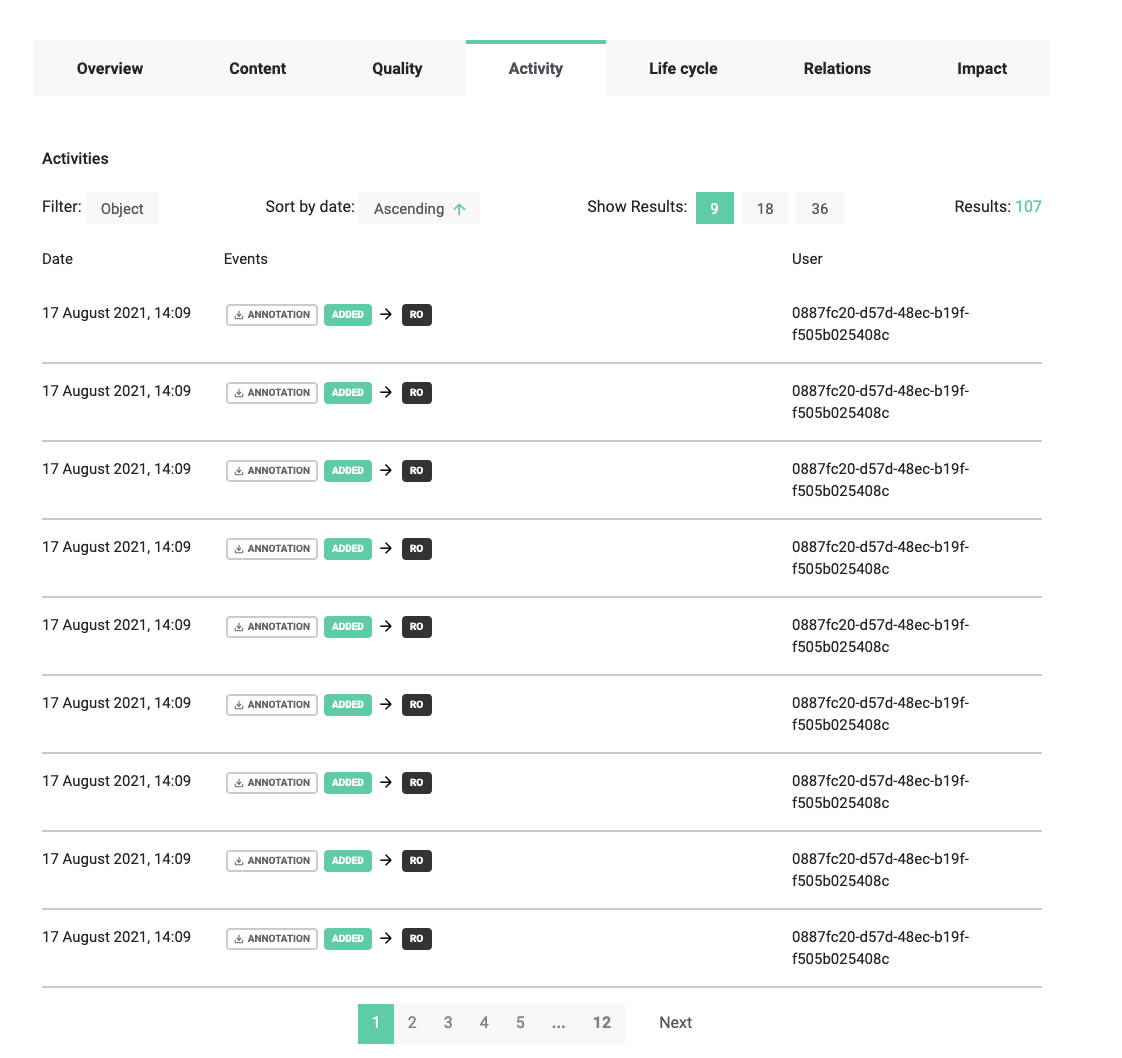 Overview Content Quality Activity Life cycle Relations Impact
Activities
Filter: Object Sort by date: Ascending Show Results: 9 18 36 Results: 107
Date Events User
17 August 2021, 14:09 ANNOTATION ADDED → RO 0887fc20-d57d-48ec-b19f-
f505b025408c
17 August 2021, 14:09 ANNOTATION ADDED → RO 0887fc20-d57d-48ec-b19f-
f505b025408c
17 August 2021, 14:09 ANNOTATION ADDED → RO 0887fc20-d57d-48ec-b19f-
f505b025408c
17 August 2021, 14:09 ANNOTATION ADDED → RO 0887fc20-d57d-48ec-b19f-
f505b025408c
17 August 2021, 14:09 ANNOTATION ADDED → RO 0887fc20-d57d-48ec-b19f-
f505b025408c
17 August 2021, 14:09 ANNOTATION ADDED → RO 0887fc20-d57d-48ec-b19f-
f505b025408c
17 August 2021, 14:09 ANNOTATION ADDED → RO 0887fc20-d57d-48ec-b19f-
f505b025408c
17 August 2021, 14:09 ANNOTATION ADDED → RO 0887fc20-d57d-48ec-b19f-
f505b025408c
17 August 2021, 14:09 ANNOTATION ADDED → RO 0887fc20-d57d-48ec-b19f-
f505b025408c
1 2 3 4 5 ... 12 Next